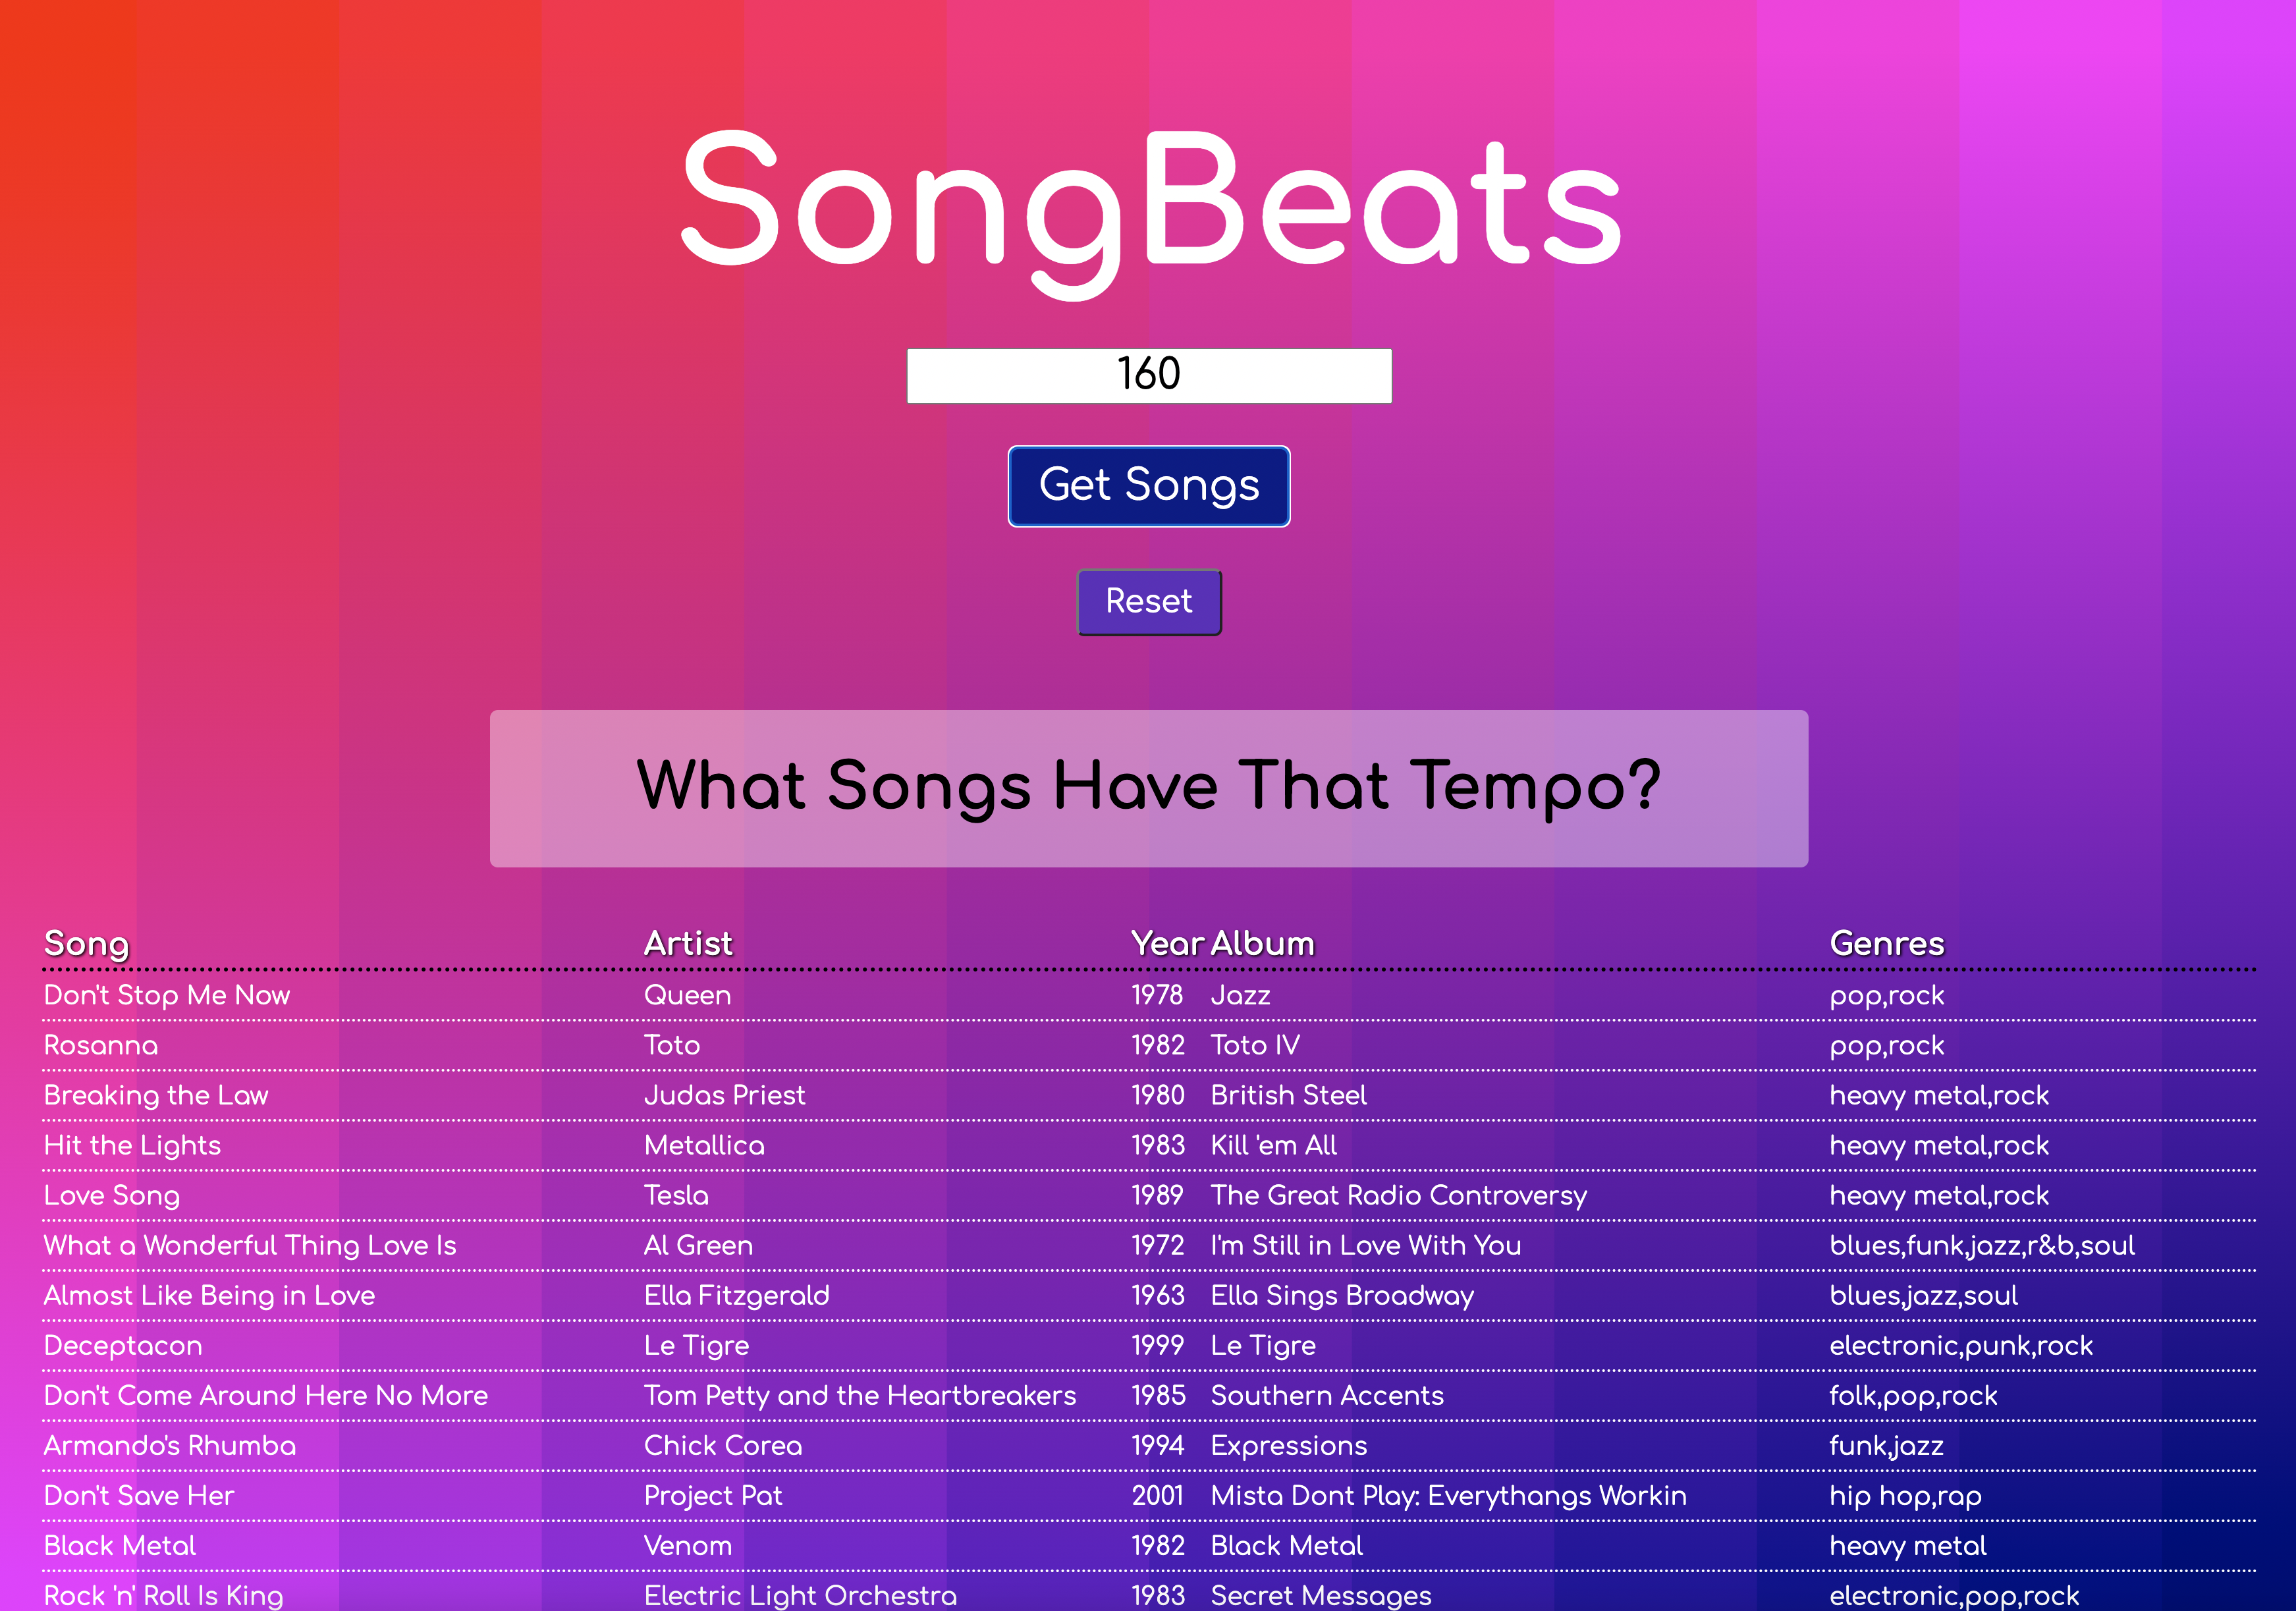 SongBeats
160
Get Songs
Reset
What Songs Have That Tempo?
Song Artist Year Album Genres
Don't Stop Me Now Queen 1978 Jazz pop,rock
Rosanna Toto 1982 Toto IV pop,rock
Breaking the Law Judas Priest 1980 British Steel heavy metal,rock
Hit the Lights Metallica 1983 Kill 'em All heavy metal,rock
Love Song Tesla 1989 The Great Radio Controversy heavy metal,rock
What a Wonderful Thing Love Is Al Green 1972 I'm Still in Love With You blues,funk,jazz,r&b,soul
Almost Like Being in Love Ella Fitzgerald 1963 Ella Sings Broadway blues,jazz,soul
Deceptacon Le Tigre 1999 Le Tigre electronic,punk,rock
Don't Come Around Here No More Tom Petty and the Heartbreakers 1985 Southern Accents folk,pop,rock
Armando's Rhumba Chick Corea 1994 Expressions funk,jazz
Don't Save Her Project Pat 2001 Mista Dont Play: Everythangs Workin hip hop,rap
Black Metal Venom 1982 Black Metal heavy metal
Rock 'n' Roll Is King Electric Light Orchestra 1983 Secret Messages electronic,pop,rock